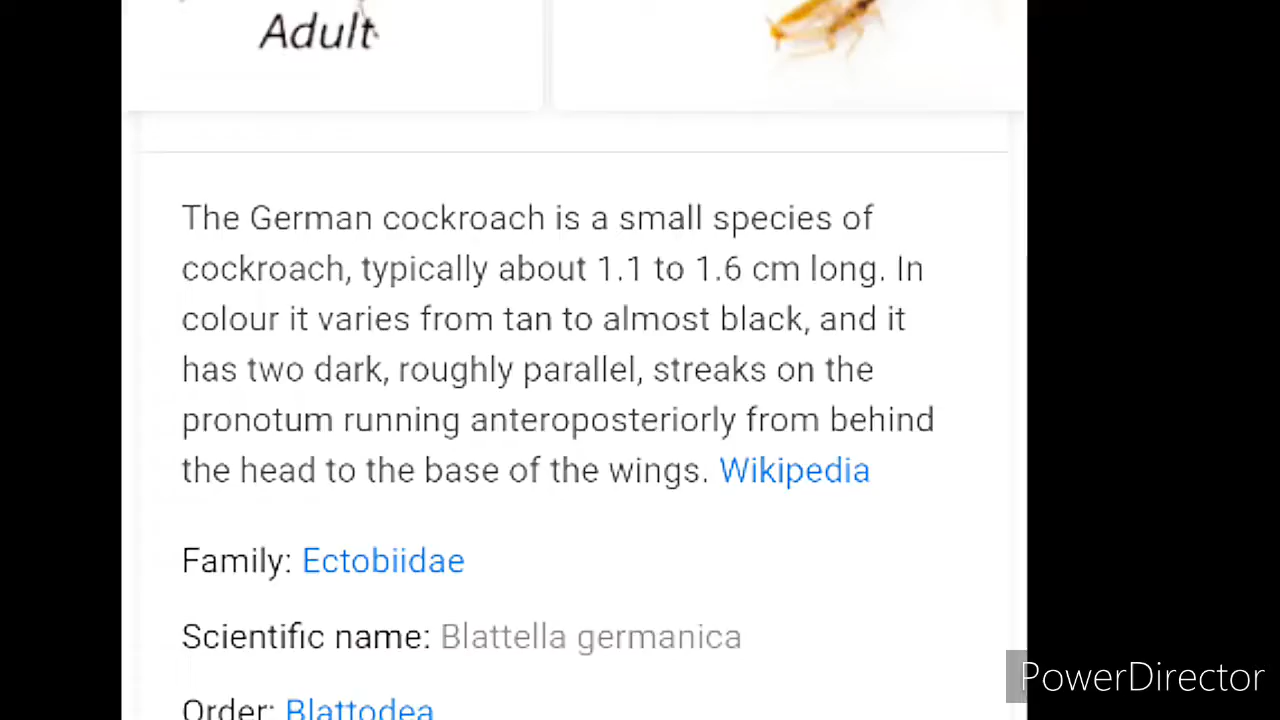 Adult
The German cockroach is a small species of
cockroach, typically about 1.1 to 1.6 cm long. In
colour it varies from tan to almost black, and it
has two dark, roughly parallel, streaks on the
pronotum running anteroposteriorly from behind
the head to the base of the wings. Wikipedia
Family: Ectobiidae
Scientific name: Blattella germanica
PowerDirector
Order: Blattodea